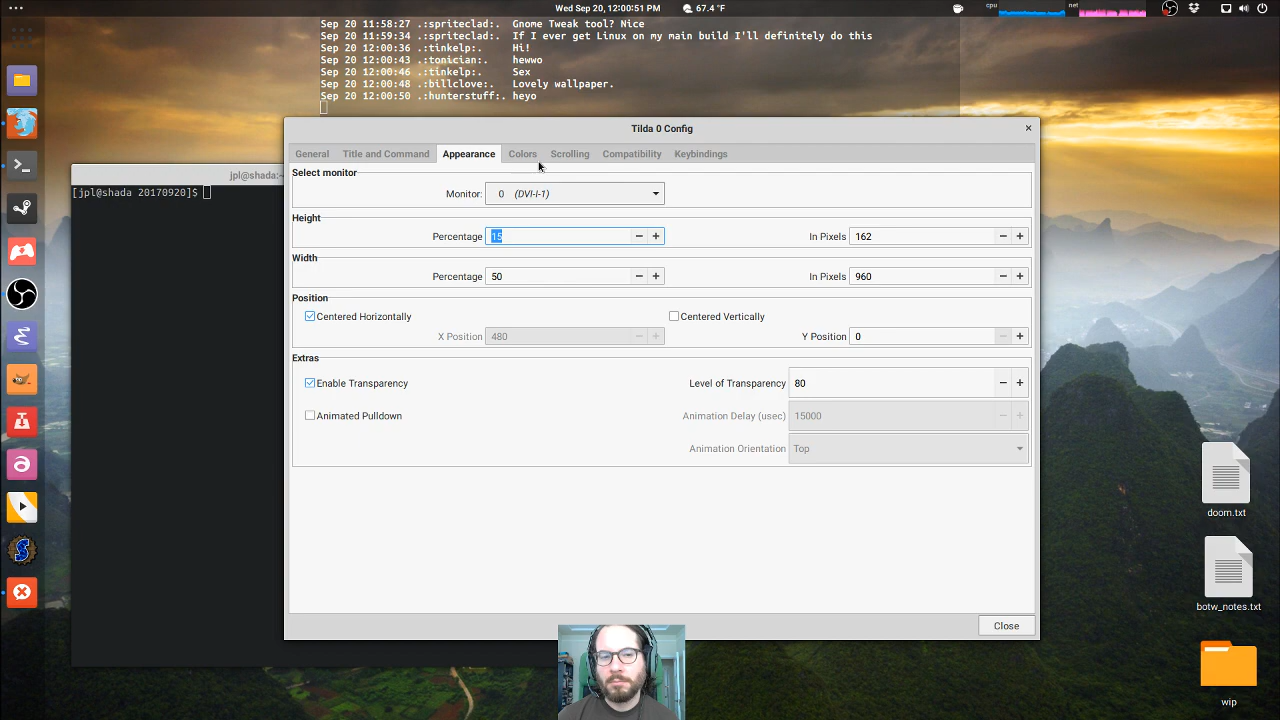 Wed Sep 20, 12:00:51 PM
67.4 °F
cpu
net
Sep 20 11:58:27 .:spriteclad:. Gnome Tweak tool? Nice
Sep 20 11:59:34 .:spriteclad:. If I ever get Linux on my main build I'll definitely do this
Sep 20 12:00:36 .:tinkelp:. Hi!
Sep 20 12:00:43 .:tonician:. hewwo
Sep 20 12:00:46 .:tinkelp:. Sex
Sep 20 12:00:48 .:billclove:. Lovely wallpaper.
Sep 20 12:00:50 .:hunterstuff:. heyo
Tilda 0 Config
General Title and Command Appearance Colors Scrolling Compatibility Keybindings
jpl@shada:~
[jpl@shada 20170920]$
Select monitor
Monitor: 0 (DVI-I-1)
Height
Percentage 15 In Pixels 162
Width
Percentage 50 In Pixels 960
Position
Centered Horizontally Centered Vertically
X Position 480 Y Position 0
Extras
Enable Transparency Level of Transparency 80
Animated Pulldown Animation Delay (usec) 15000
Animation Orientation Top
Close
doom.txt
botw_notes.txt
wip